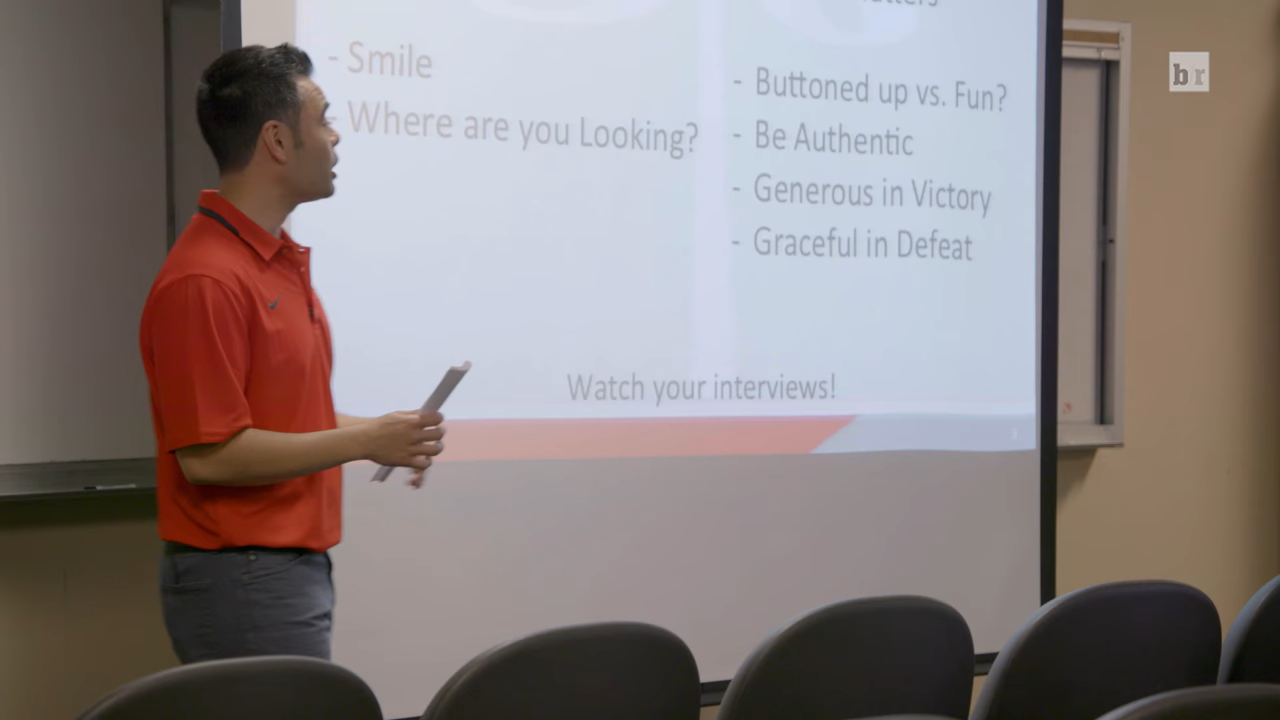 - Smile
- Where are you Looking?
- Buttoned up vs. Fun?
- Be Authentic
- Generous in Victory
- Graceful in Defeat
Watch your interviews!
br